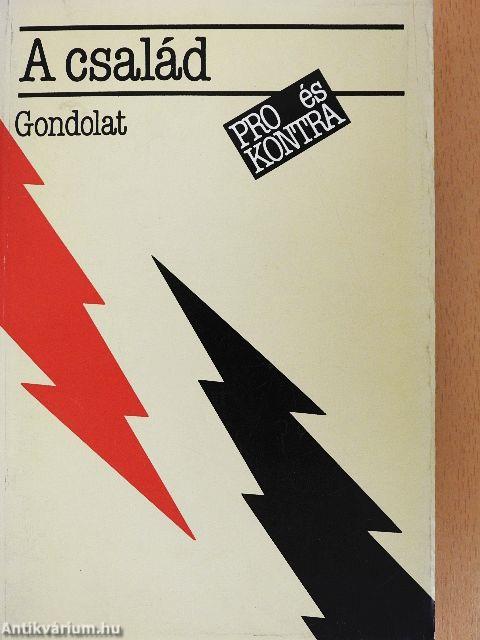 A család
Gondolat
PRO és
KONTRA
Antikvárium.hu